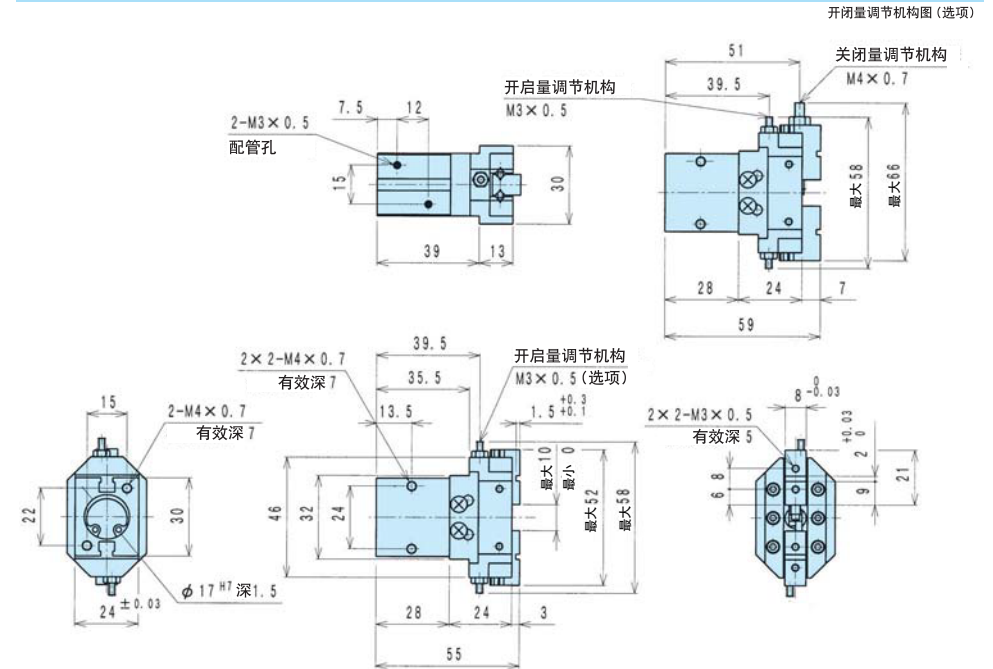 开闭量调节机构图(选项)
51
关闭量调节机构
M4×0.7
39.5
开启量调节机构
M3×0.5
7.5
12
2-M3×0.5
配管孔
15
30
39
13
最大58
最大66
28
24
7
59
39.5
2×2-M4×0.7
有效深7
35.5
开启量调节机构
M3×0.5(选项)
13.5
1.5 +0.3 +0.1
46
32
24
最大10
最小 0
最大52
最大58
28
24
3
55
15
2-M4×0.7
有效深7
22
30
φ17 H7 深1.5
24 ±0.03
8 0 -0.03
2×2-M3×0.5
有效深5
2 +0.03 0
8
6
9
21